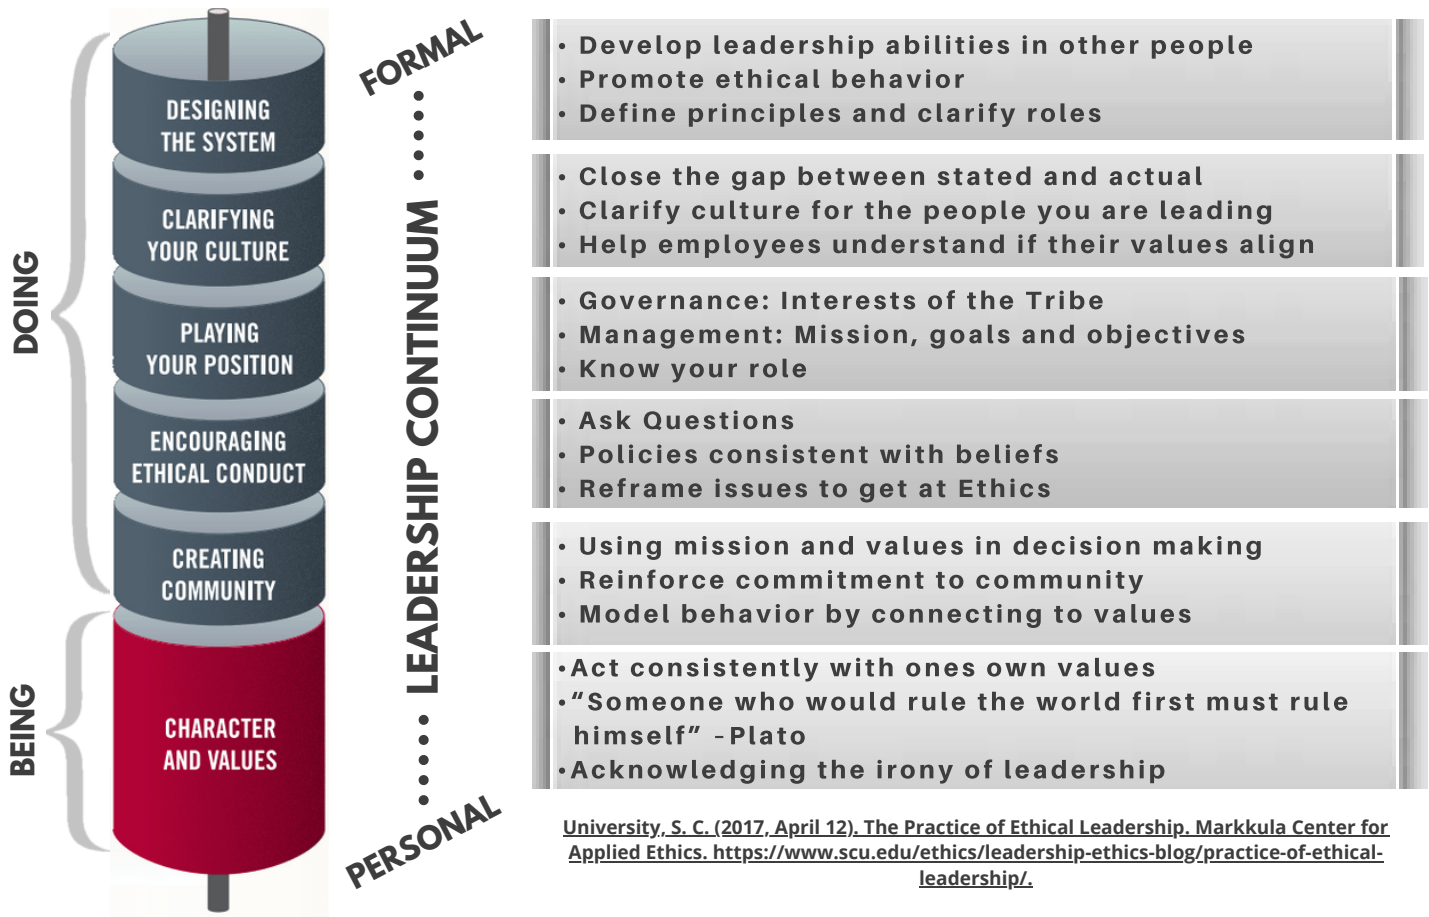 DOING
BEING
DESIGNING
THE SYSTEM
CLARIFYING
YOUR CULTURE
PLAYING
YOUR POSITION
ENCOURAGING
ETHICAL CONDUCT
CREATING
COMMUNITY
CHARACTER
AND VALUES
FORMAL
LEADERSHIP CONTINUUM
PERSONAL
• Develop leadership abilities in other people
• Promote ethical behavior
• Define principles and clarify roles
• Close the gap between stated and actual
• Clarify culture for the people you are leading
• Help employees understand if their values align
• Governance: Interests of the Tribe
• Management: Mission, goals and objectives
• Know your role
• Ask Questions
• Policies consistent with beliefs
• Reframe issues to get at Ethics
• Using mission and values in decision making
• Reinforce commitment to community
• Model behavior by connecting to values
• Act consistently with ones own values
• “Someone who would rule the world first must rule
himself” –Plato
• Acknowledging the irony of leadership
University, S. C. (2017, April 12). The Practice of Ethical Leadership. Markkula Center for
Applied Ethics. https://www.scu.edu/ethics/leadership-ethics-blog/practice-of-ethical-
leadership/.